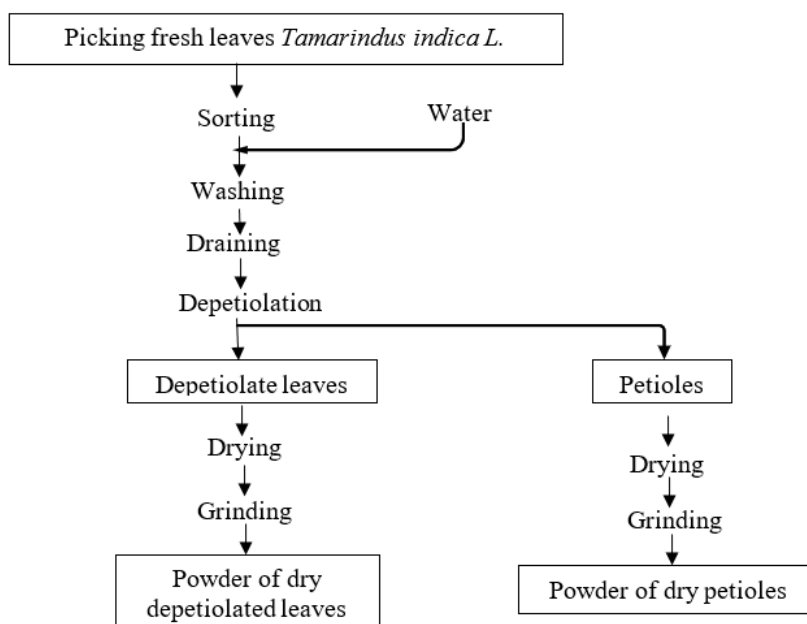 Picking fresh leaves Tamarindus indica L.
Sorting
Water
Washing
Draining
Depetiolation
Depetiolate leaves
Petioles
Drying
Drying
Grinding
Grinding
Powder of dry
depetiolated leaves
Powder of dry petioles